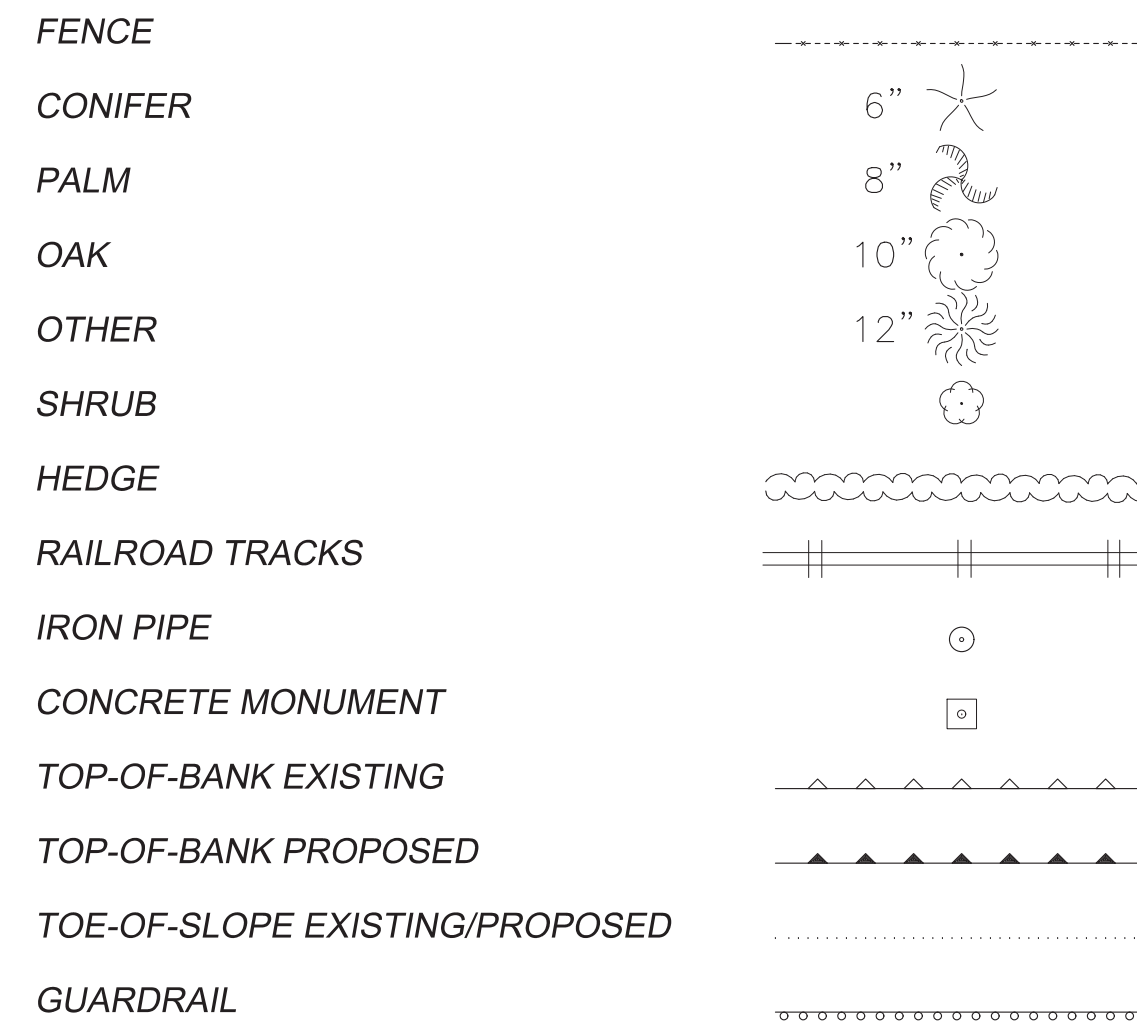 FENCE
CONIFER 6”
PALM 8”
OAK 10”
OTHER 12”
SHRUB
HEDGE
RAILROAD TRACKS
IRON PIPE
CONCRETE MONUMENT
TOP-OF-BANK EXISTING
TOP-OF-BANK PROPOSED
TOE-OF-SLOPE EXISTING/PROPOSED
GUARDRAIL